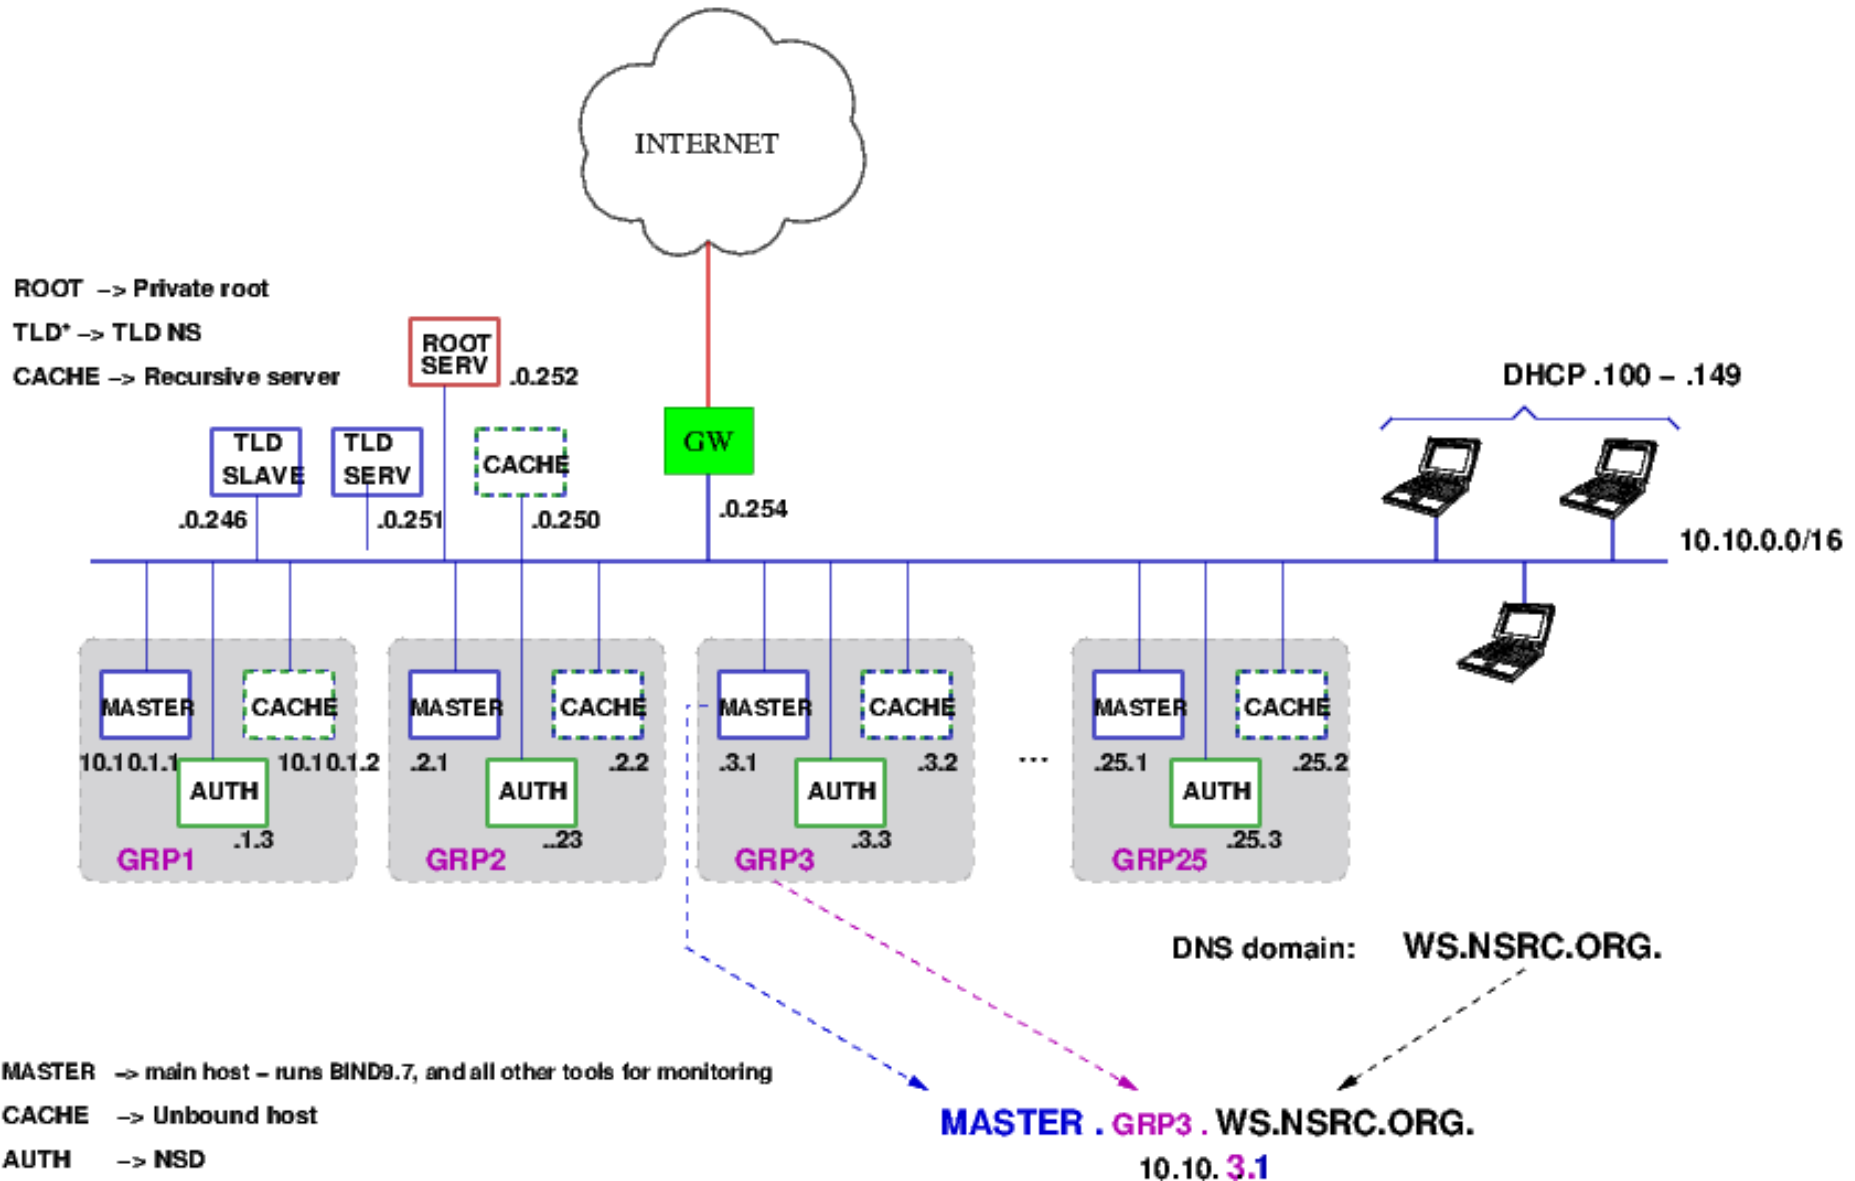 INTERNET
ROOT -> Private root
TLD* -> TLD NS
CACHE -> Recursive server
ROOT
SERV
.0.252
DHCP .100 - .149
TLD
SLAVE
TLD
SERV
CACHE
GW
.0.246
.0.251
.0.250
.0.254
10.10.0.0/16
MASTER
CACHE
10.10.1.1
10.10.1.2
AUTH
.1.3
GRP1
MASTER
CACHE
.2.1
.2.2
AUTH
..23
GRP2
MASTER
CACHE
.3.1
.3.2
AUTH
.3.3
GRP3
...
MASTER
CACHE
.25.1
.25.2
AUTH
.25.3
GRP25
DNS domain: WS.NSRC.ORG.
MASTER -> main host - runs BIND9.7, and all other tools for monitoring
CACHE -> Unbound host
AUTH -> NSD
MASTER . GRP3 . WS.NSRC.ORG.
10.10. 3.1